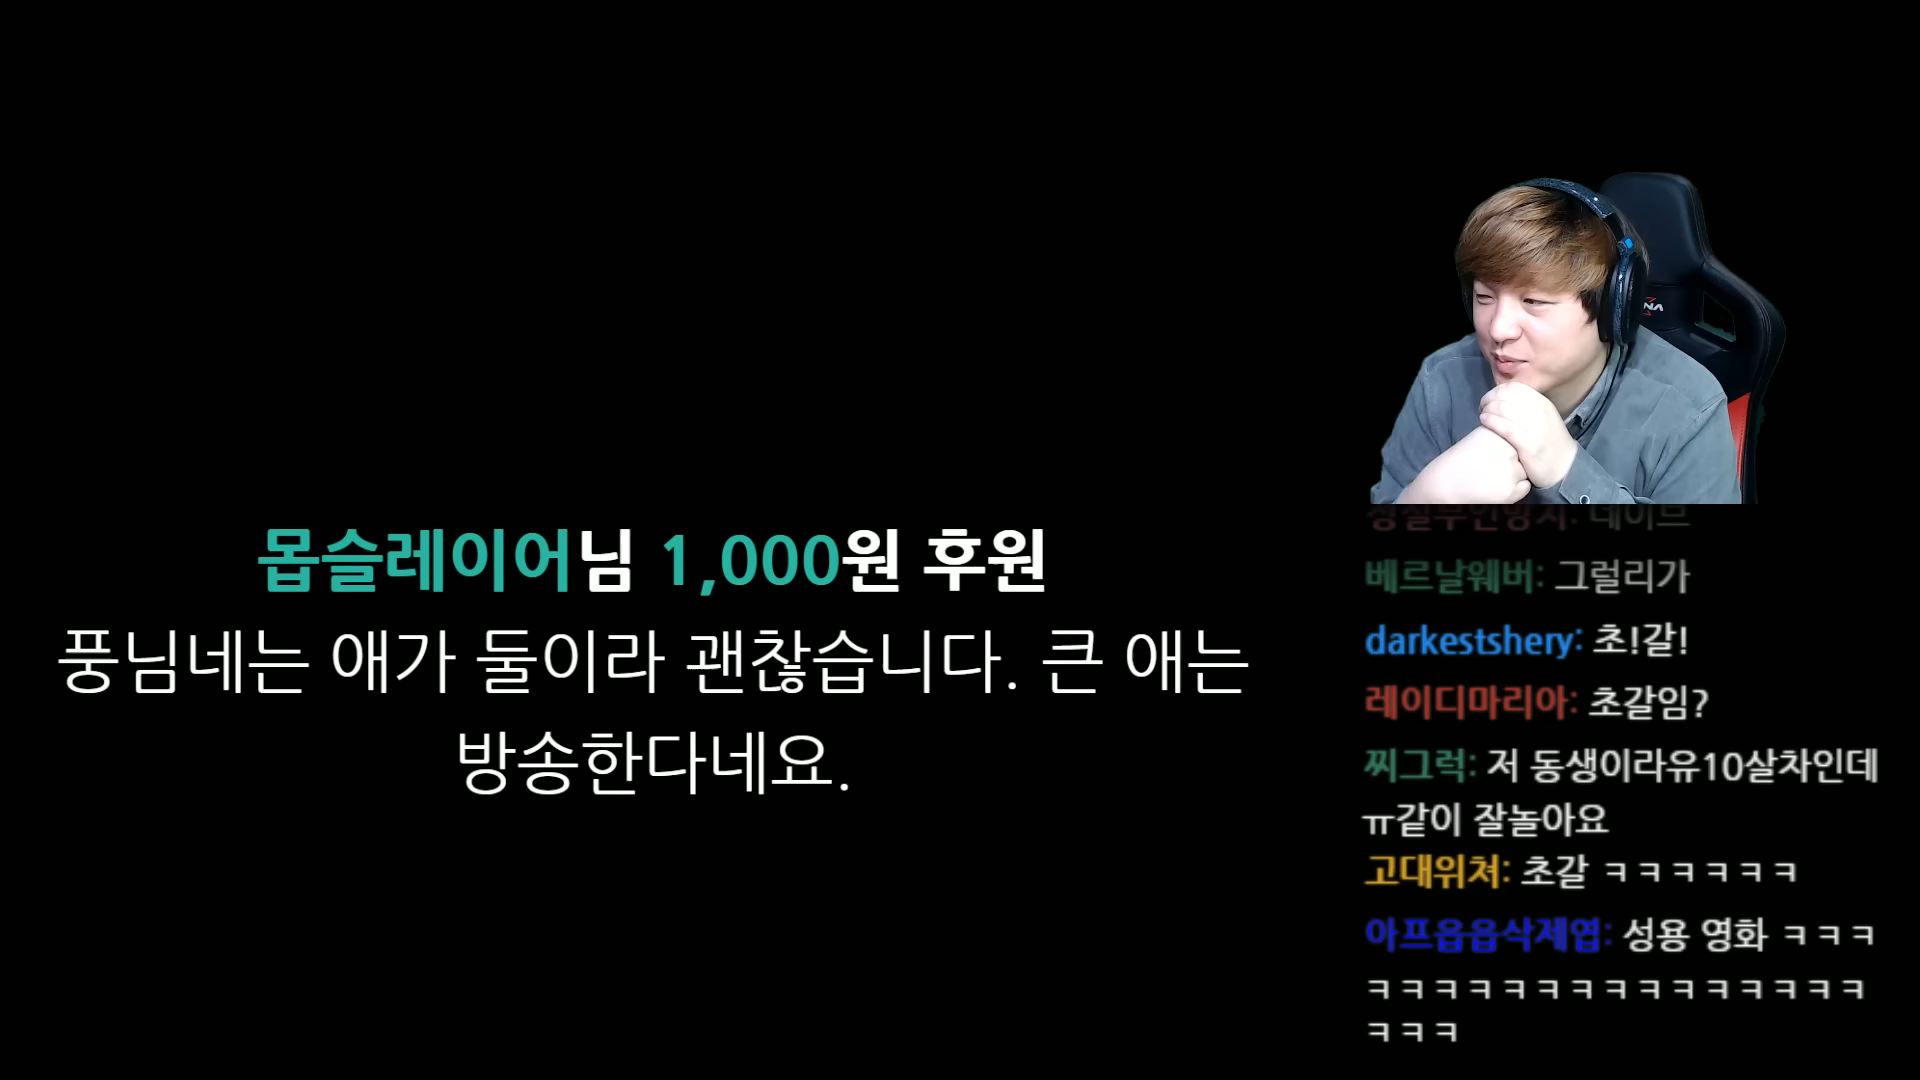 몹슬레이어님 1,000원 후원
풍님네는 애가 둘이라 괜찮습니다. 큰 애는
방송한다네요.
베르날웨버: 그럴리가
darkestshery: 초!갈!
레이디마리아: 초갈임?
찌그럭: 저 동생이라유10살차인데
ㅠ같이 잘놀아요
고대위쳐: 초갈 ㅋㅋㅋㅋㅋㅋ
아프읍읍삭제엽: 성용 영화 ㅋㅋㅋ
ㅋㅋㅋㅋㅋㅋㅋㅋㅋㅋㅋㅋㅋㅋㅋ
ㅋㅋㅋ